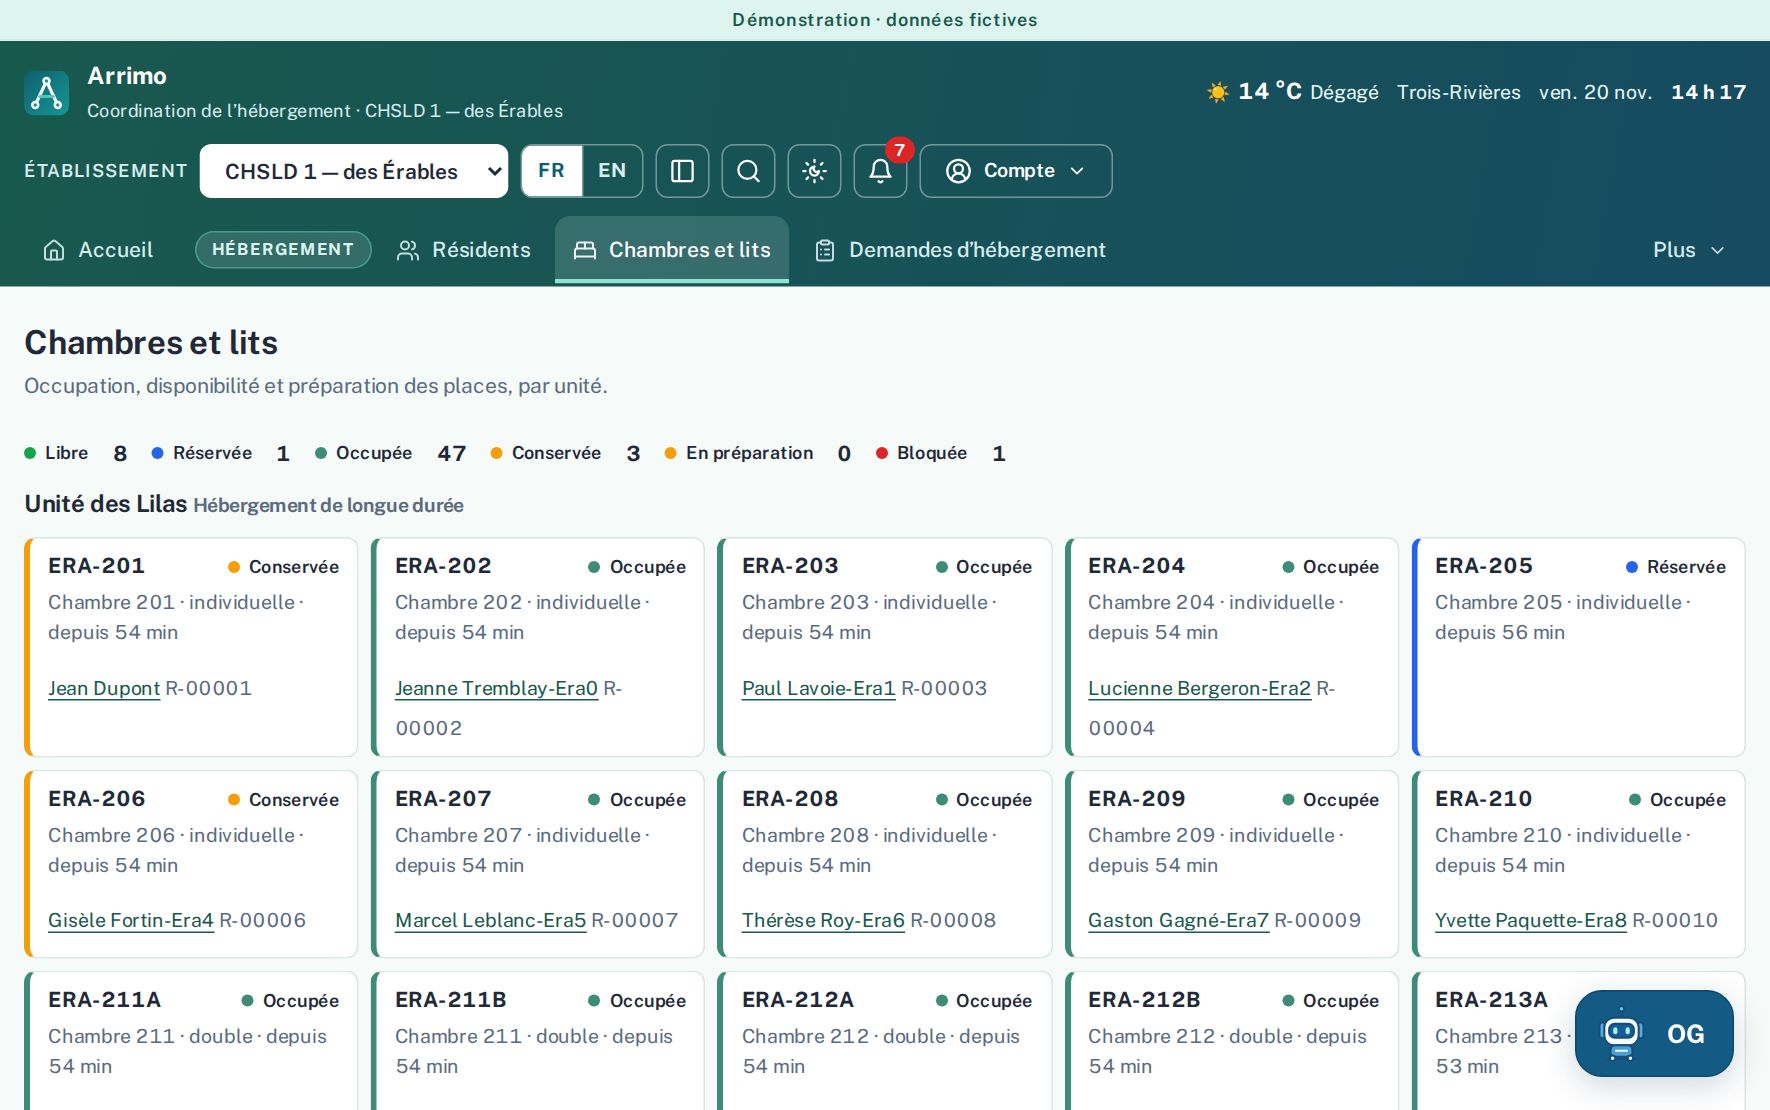 Démonstration · données fictives
Arrimo
Coordination de l’hébergement · CHSLD 1 — des Érables
14 °C Dégagé Trois-Rivières ven. 20 nov. 14 h 17
ÉTABLISSEMENT CHSLD 1 — des Érables FR EN 7 Compte
Accueil HÉBERGEMENT Résidents Chambres et lits Demandes d’hébergement Plus
Chambres et lits
Occupation, disponibilité et préparation des places, par unité.
Libre 8 Réservée 1 Occupée 47 Conservée 3 En préparation 0 Bloquée 1
Unité des Lilas Hébergement de longue durée
ERA-201 Conservée
Chambre 201 · individuelle ·
depuis 54 min
Jean Dupont R-00001
ERA-202 Occupée
Chambre 202 · individuelle ·
depuis 54 min
Jeanne Tremblay-Era0 R-
00002
ERA-203 Occupée
Chambre 203 · individuelle ·
depuis 54 min
Paul Lavoie-Era1 R-00003
ERA-204 Occupée
Chambre 204 · individuelle ·
depuis 54 min
Lucienne Bergeron-Era2 R-
00004
ERA-205 Réservée
Chambre 205 · individuelle ·
depuis 56 min
ERA-206 Conservée
Chambre 206 · individuelle ·
depuis 54 min
Gisèle Fortin-Era4 R-00006
ERA-207 Occupée
Chambre 207 · individuelle ·
depuis 54 min
Marcel Leblanc-Era5 R-00007
ERA-208 Occupée
Chambre 208 · individuelle ·
depuis 54 min
Thérèse Roy-Era6 R-00008
ERA-209 Occupée
Chambre 209 · individuelle ·
depuis 54 min
Gaston Gagné-Era7 R-00009
ERA-210 Occupée
Chambre 210 · individuelle ·
depuis 54 min
Yvette Paquette-Era8 R-00010
ERA-211A Occupée
Chambre 211 · double · depuis
54 min
ERA-211B Occupée
Chambre 211 · double · depuis
54 min
ERA-212A Occupée
Chambre 212 · double · depuis
54 min
ERA-212B Occupée
Chambre 212 · double · depuis
54 min
ERA-213A
Chambre 213 ·
53 min
OG